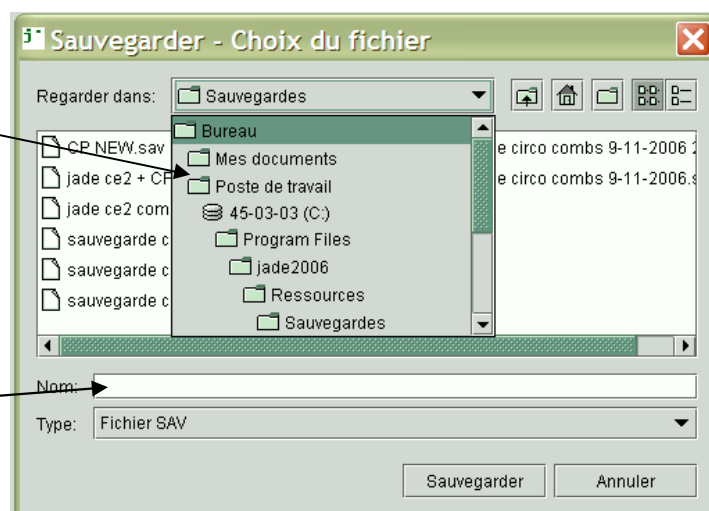 Sauvegarder - Choix du fichier
Regarder dans: Sauvegardes
Bureau
CP NEW.sav
Mes documents
e circo combs 9-11-2006
jade ce2 + CP
Poste de travail
e circo combs 9-11-2006.s
jade ce2 com
45-03-03 (C:)
sauvegarde c
Program Files
sauvegarde c
jade2006
sauvegarde c
Ressources
Sauvegardes
Nom:
Type: Fichier SAV
Sauvegarder Annuler